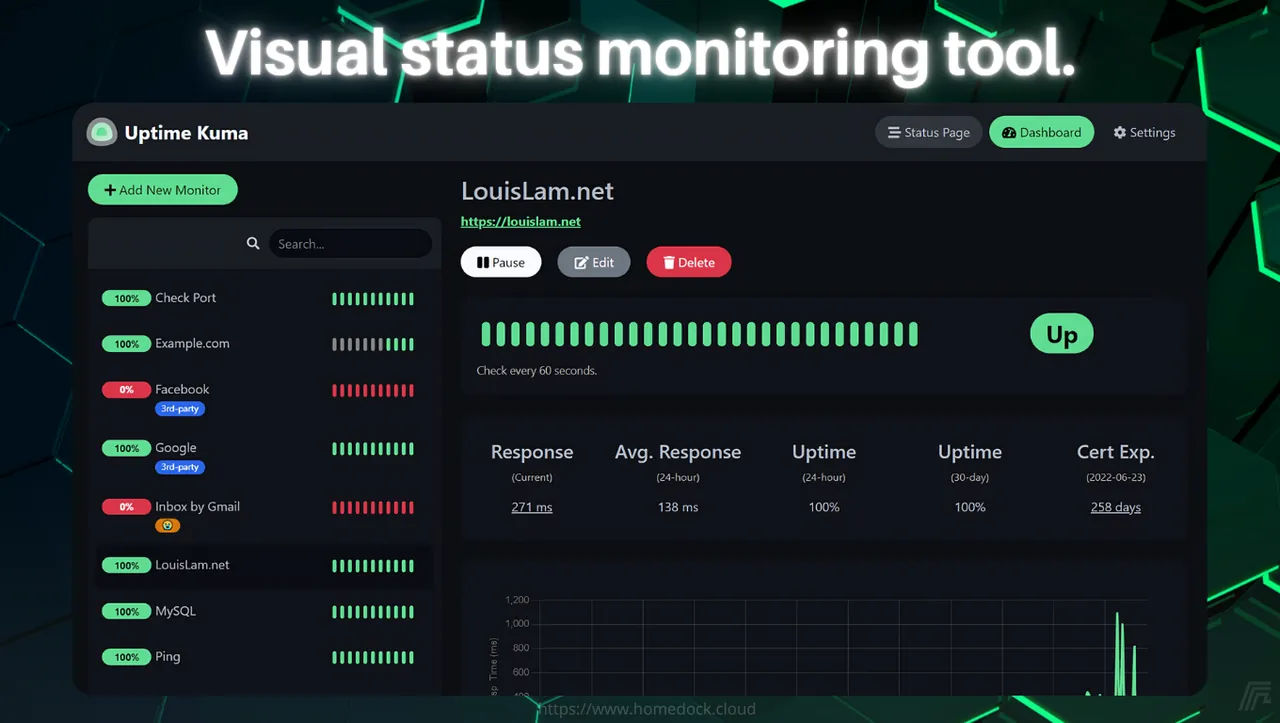 Visual status monitoring tool.
Uptime Kuma
Status Page
Dashboard
Settings
Add New Monitor
Search...
100% Check Port
100% Example.com
0% Facebook
3rd-party
100% Google
3rd-party
0% Inbox by Gmail
100% LouisLam.net
100% MySQL
100% Ping
LouisLam.net
https://louislam.net
Pause
Edit
Delete
Up
Check every 60 seconds.
Response
(Current)
271 ms
Avg. Response
(24-hour)
138 ms
Uptime
(24-hour)
100%
Uptime
(30-day)
100%
Cert Exp.
(2022-06-23)
258 days
1,200
1,000
800
600
400
Time (ms)
https://www.homedock.cloud